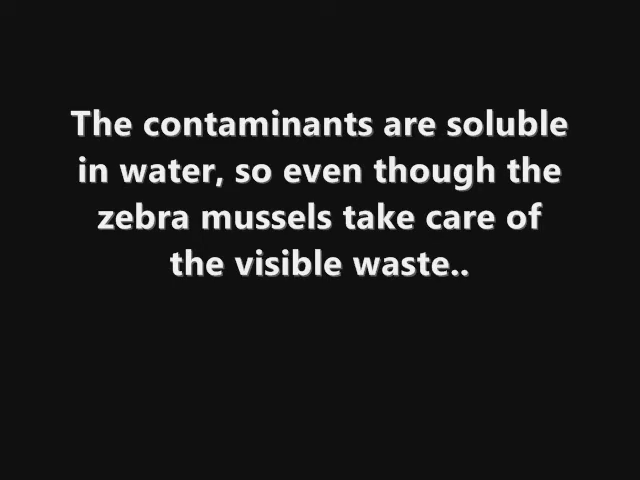 The contaminants are soluble
in water, so even though the
zebra mussels take care of
the visible waste..